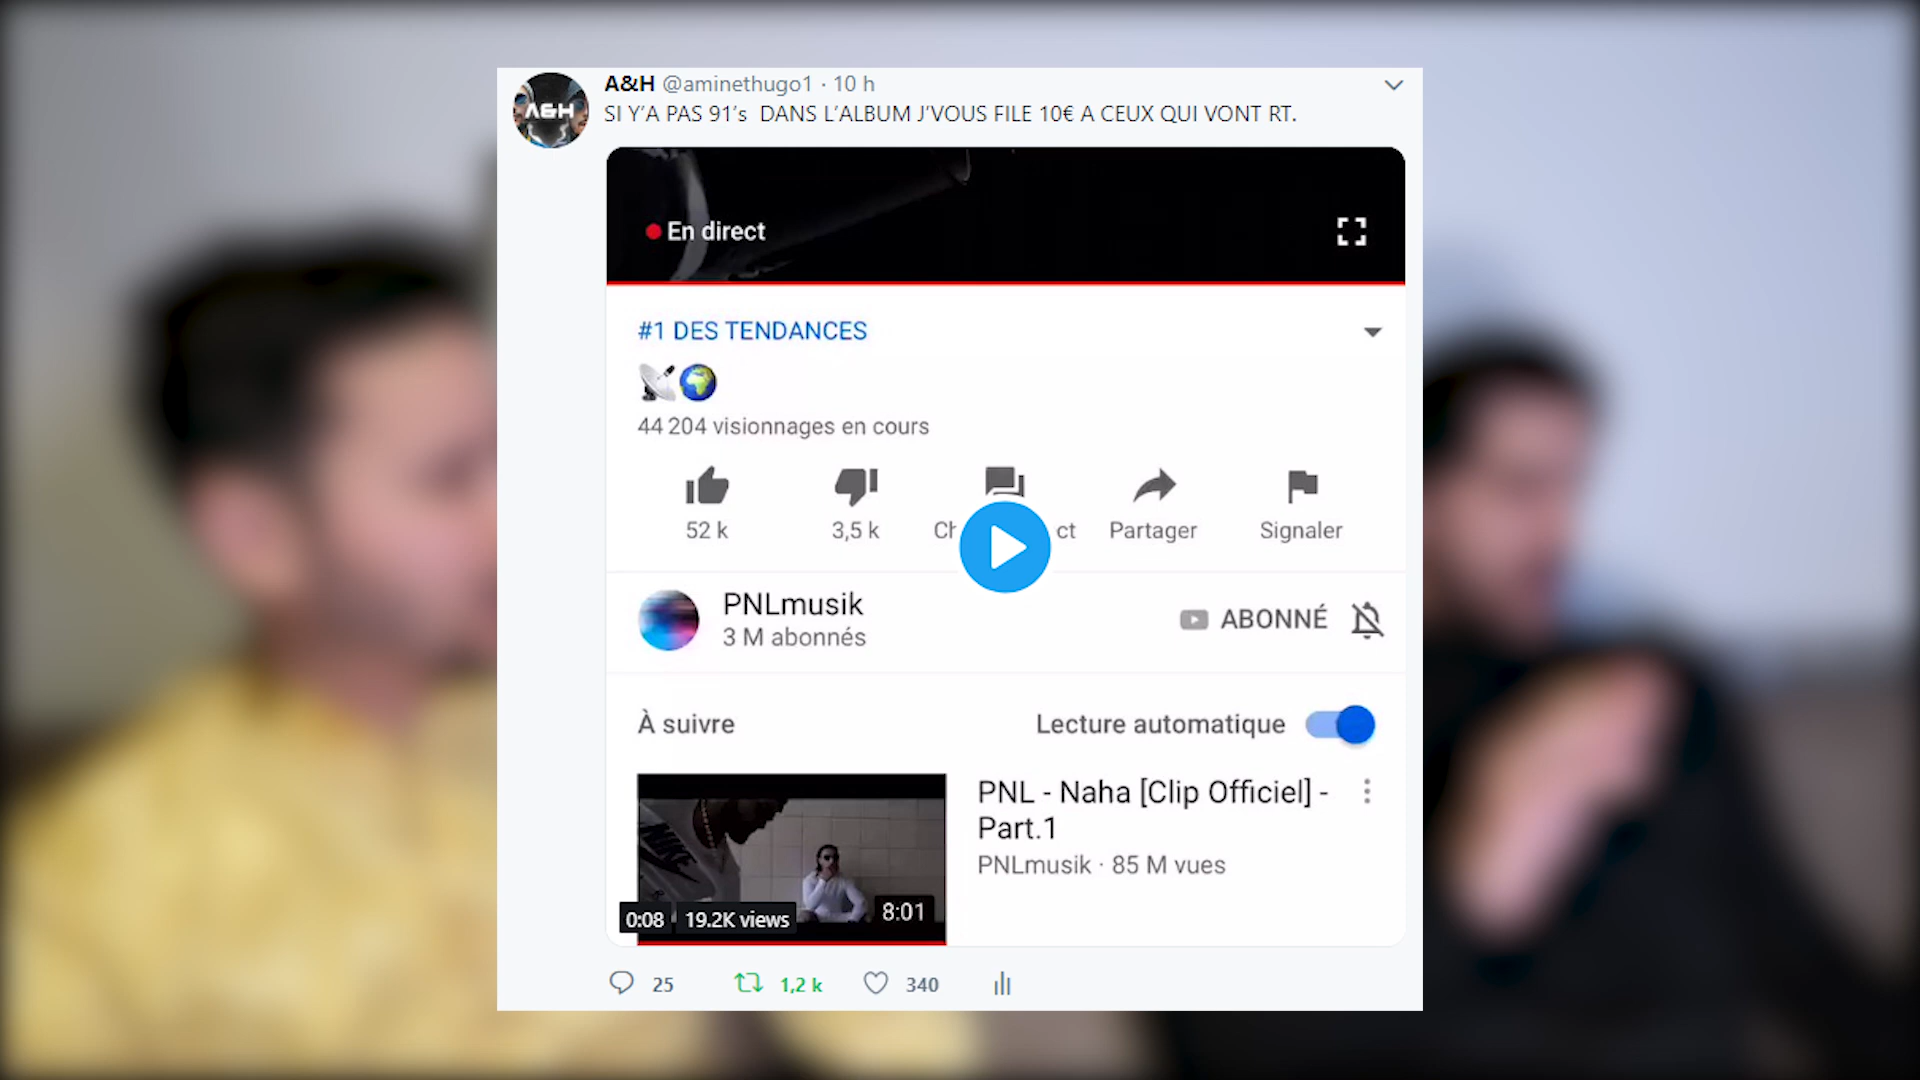 A&H @aminethugo1 · 10 h
SI Y'A PAS 91's DANS L'ALBUM J'VOUS FILE 10€ A CEUX QUI VONT RT.
A&H
En direct
#1 DES TENDANCES
44 204 visionnages en cours
52 k 3,5 k Partager Signaler
PNLmusik
3 M abonnés
ABONNÉ
À suivre
Lecture automatique
PNL - Naha [Clip Officiel] -
Part.1
PNLmusik · 85 M vues
NIKE
8:01
0:08 19.2K views
25 1,2 k 340